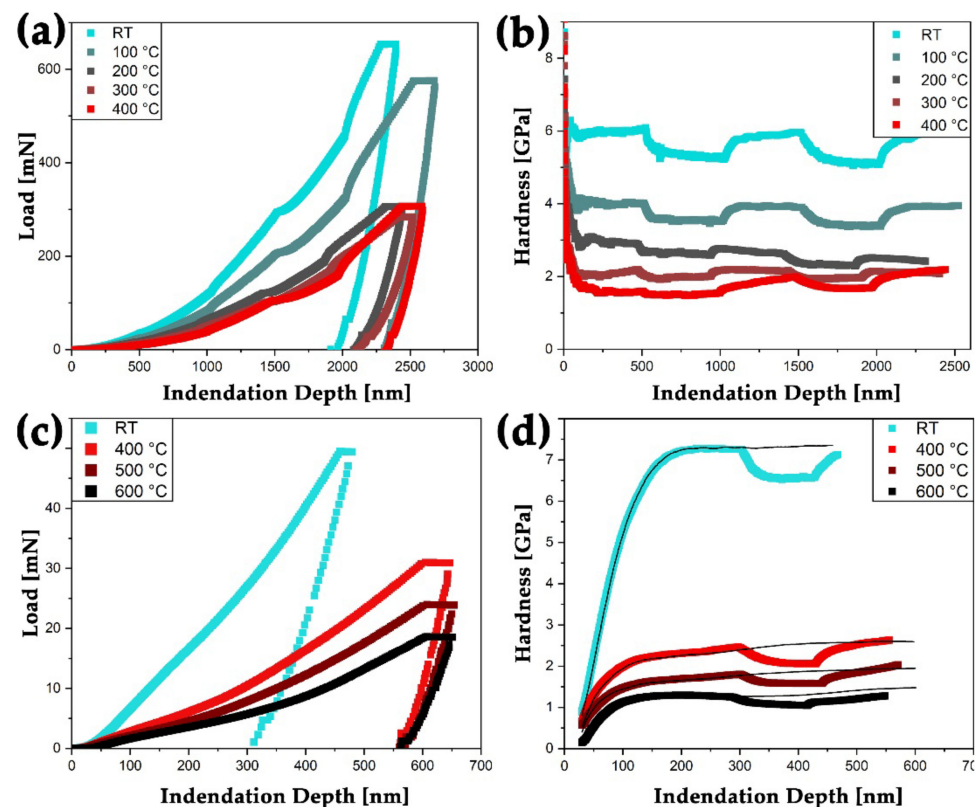 (a)
RT
100 °C
200 °C
300 °C
400 °C
Load [mN]
600
400
200
0
0 500 1000 1500 2000 2500 3000
Indendation Depth [nm]
(b)
RT
100 °C
200 °C
300 °C
400 °C
Hardness [GPa]
8
6
4
2
0
0 500 1000 1500 2000 2500
Indendation Depth [nm]
(c)
RT
400 °C
500 °C
600 °C
Load [mN]
50
40
30
20
10
0
0 100 200 300 400 500 600 700
Indendation Depth [nm]
(d)
RT
400 °C
500 °C
600 °C
Hardness [GPa]
7
6
5
4
3
2
1
0
0 100 200 300 400 500 600 70
Indendation Depth [nm]